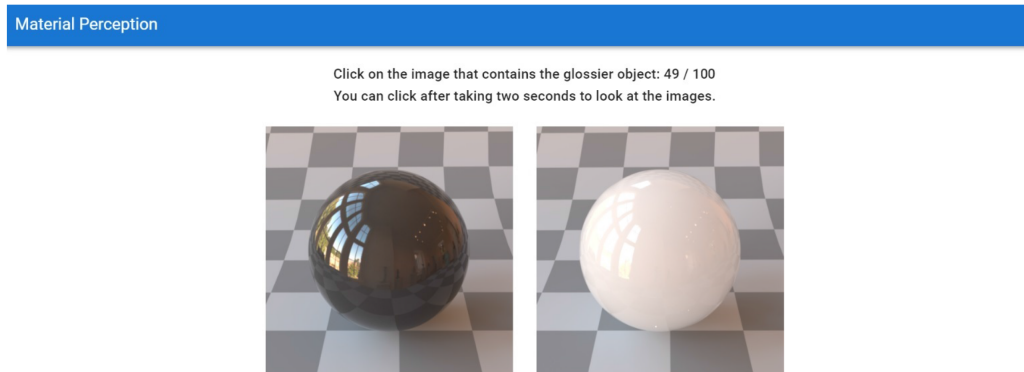 Material Perception
Click on the image that contains the glossier object: 49 / 100
You can click after taking two seconds to look at the images.